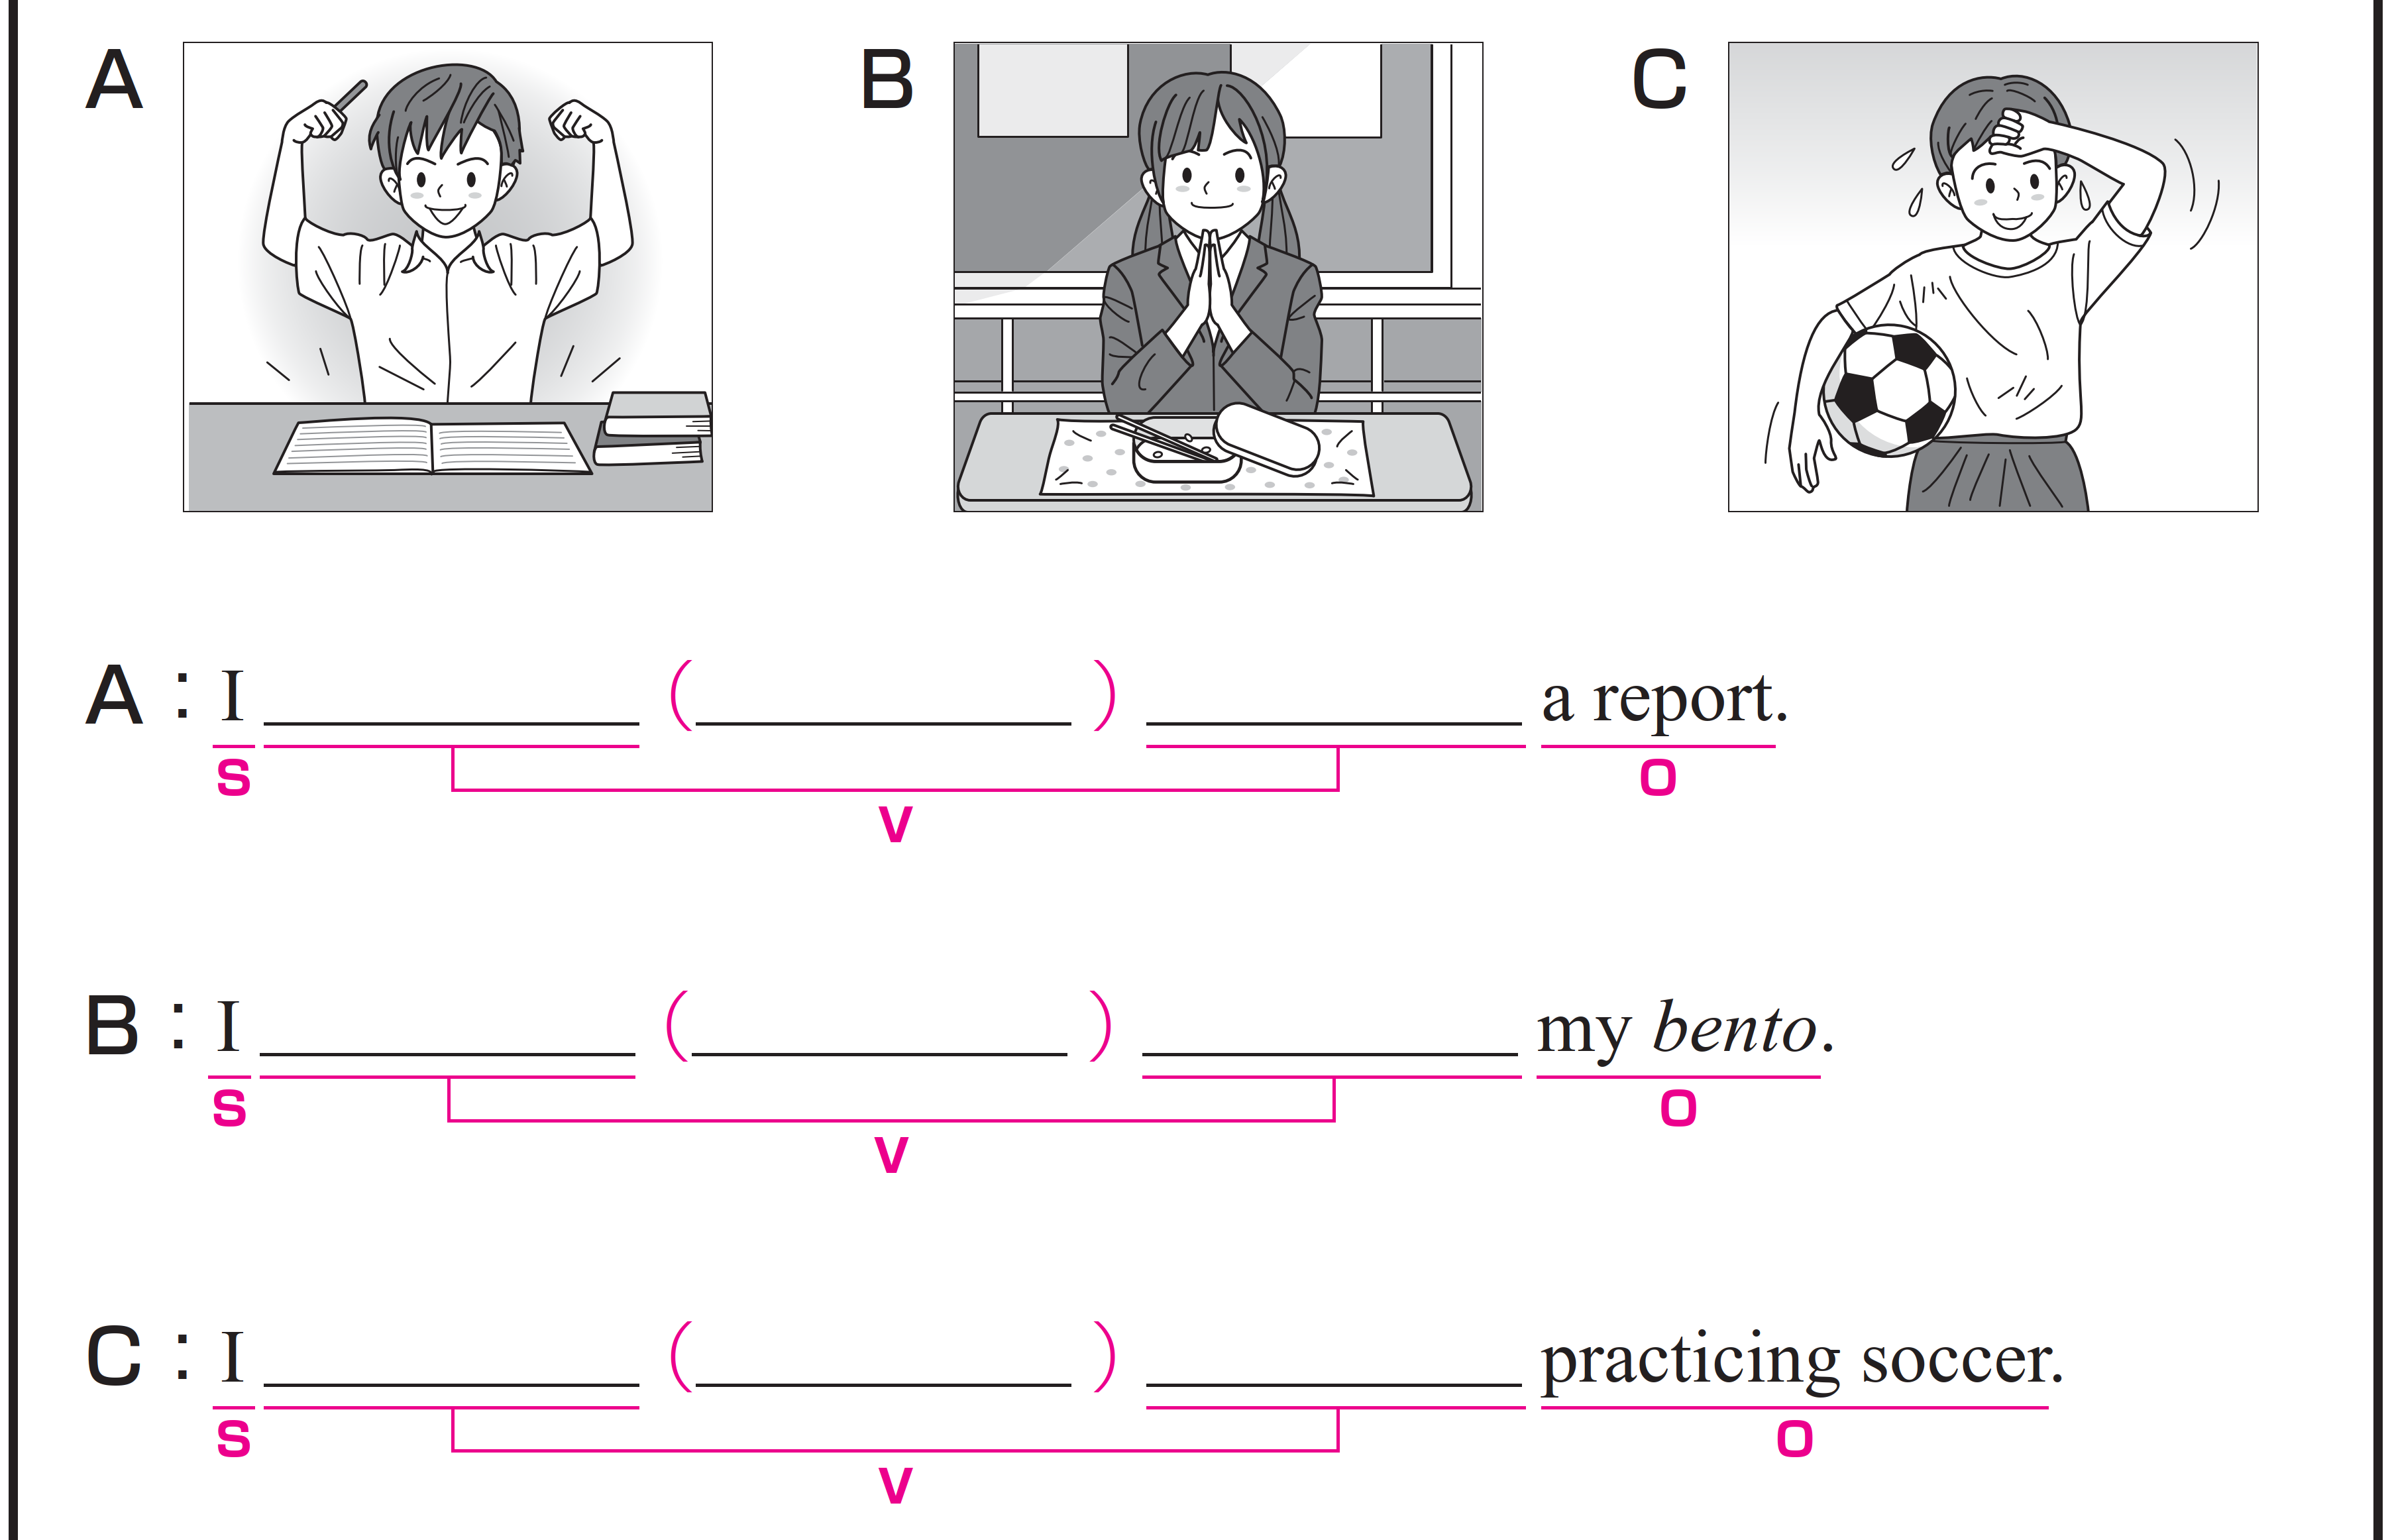 A B C
A : I ( ) a report.
S V O
B : I ( ) my bento.
S V O
C : I ( ) practicing soccer.
S V O